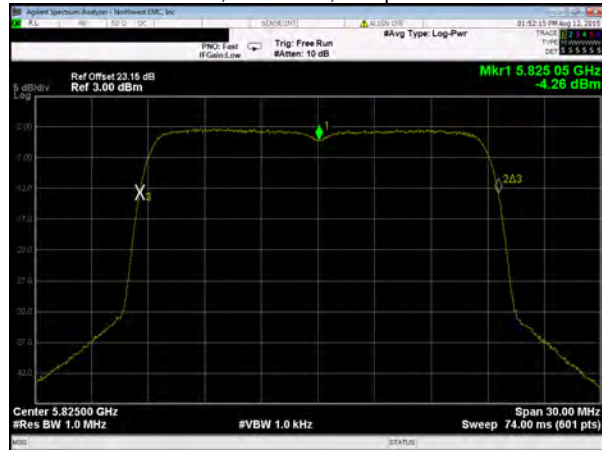 Agilent Spectrum Analyzer - Northwest EMC, Inc
RL RF 50 Ω DC SENSE:INT ALIGN OFF 01:52:15 PM Aug 12, 2015
#Avg Type: Log-Pwr TRACE 1 2 3 4 5 6
PNO: Fast Trig: Free Run TYPE M WWWWW
IFGain:Low #Atten: 10 dB DET S S S S S S
Mkr1 5.825 05 GHz
Ref Offset 23.15 dB
5 dB/div Ref 3.00 dBm -4.26 dBm
Log
-2.00
1
-7.00
-12.0
2Δ3
3
-17.0
-22.0
-27.0
-32.0
-37.0
-42.0
Center 5.82500 GHz Span 30.00 MHz
#Res BW 1.0 MHz #VBW 1.0 kHz Sweep 74.00 ms (601 pts)
MSG STATUS